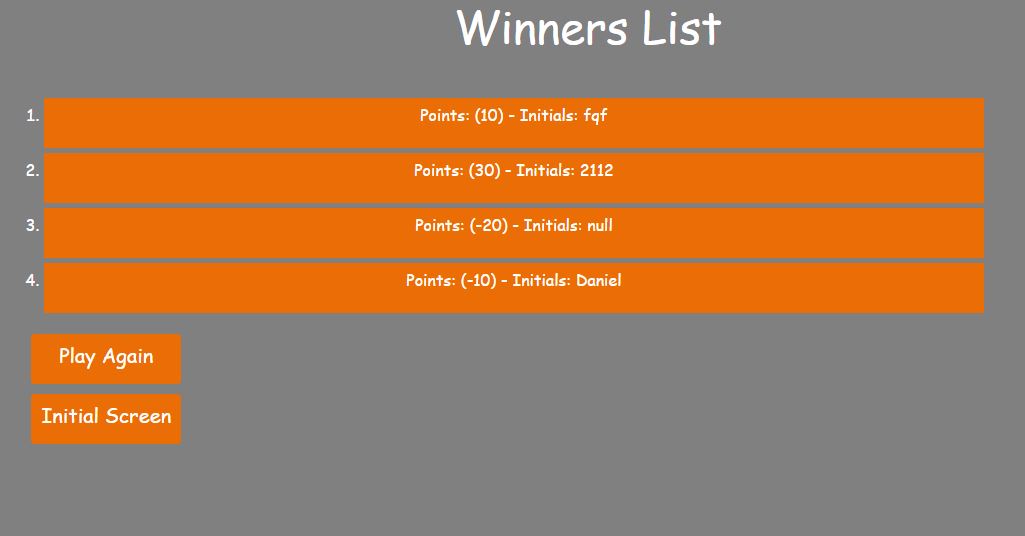 Winners List
1. Points: (10) - Initials: fqf
2. Points: (30) - Initials: 2112
3. Points: (-20) - Initials: null
4. Points: (-10) - Initials: Daniel
Play Again
Initial Screen